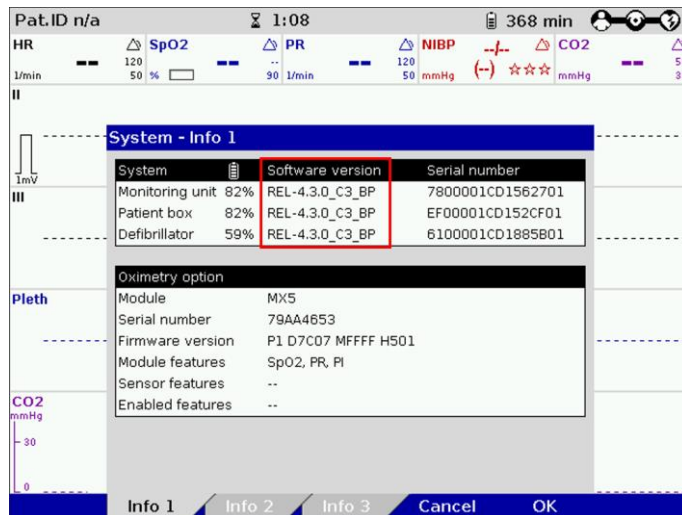 Pat.ID n/a 1:08 368 min
HR SpO2 PR NIBP --/-- CO2
120 -- 120 5
-- -- -- (--) ☆☆☆ --
1/min 50 % 90 1/min 50 mmHg mmHg 3
II
1mV
III
Pleth
CO2
mmHg
30
0
System - Info 1
System Software version Serial number
Monitoring unit 82% REL-4.3.0_C3_BP 7800001CD1562701
Patient box 82% REL-4.3.0_C3_BP EF00001CD152CF01
Defibrillator 59% REL-4.3.0_C3_BP 6100001CD1885B01
Oximetry option
Module MX5
Serial number 79AA4653
Firmware version P1 D7C07 MFFFF H501
Module features SpO2, PR, PI
Sensor features --
Enabled features --
Info 1 Info 2 Info 3 Cancel OK